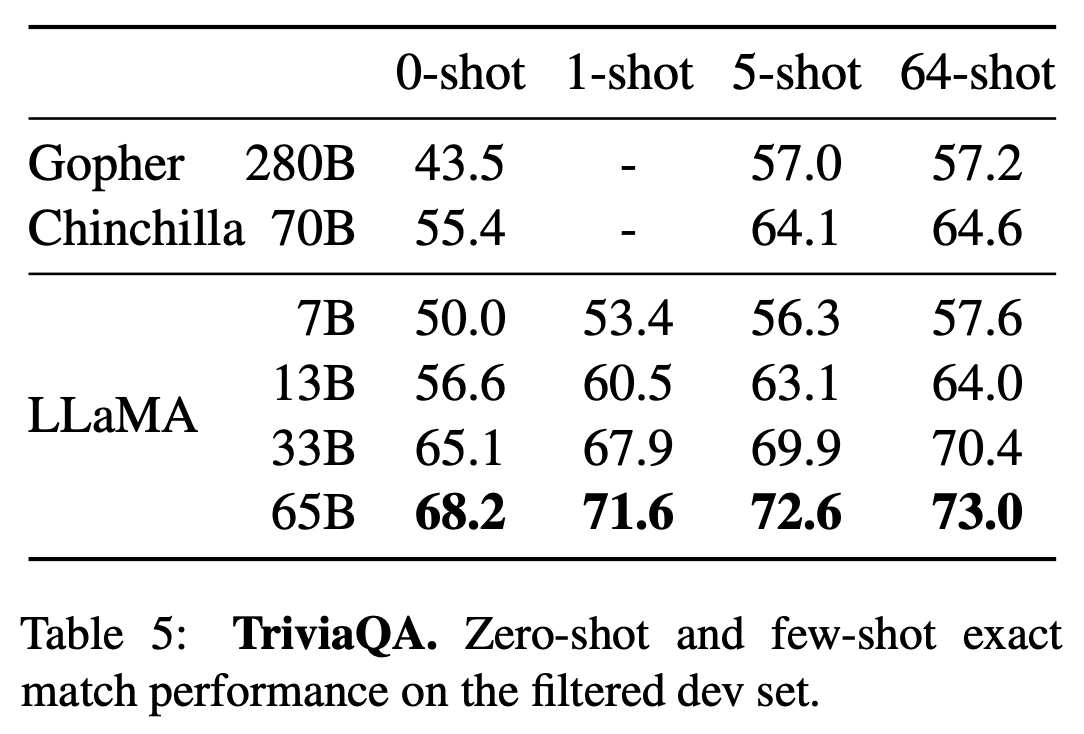 0-shot 1-shot 5-shot 64-shot
Gopher 280B 43.5 - 57.0 57.2
Chinchilla 70B 55.4 - 64.1 64.6
7B 50.0 53.4 56.3 57.6
13B 56.6 60.5 63.1 64.0
LLaMA
33B 65.1 67.9 69.9 70.4
65B 68.2 71.6 72.6 73.0
Table 5: TriviaQA. Zero-shot and few-shot exact
match performance on the filtered dev set.